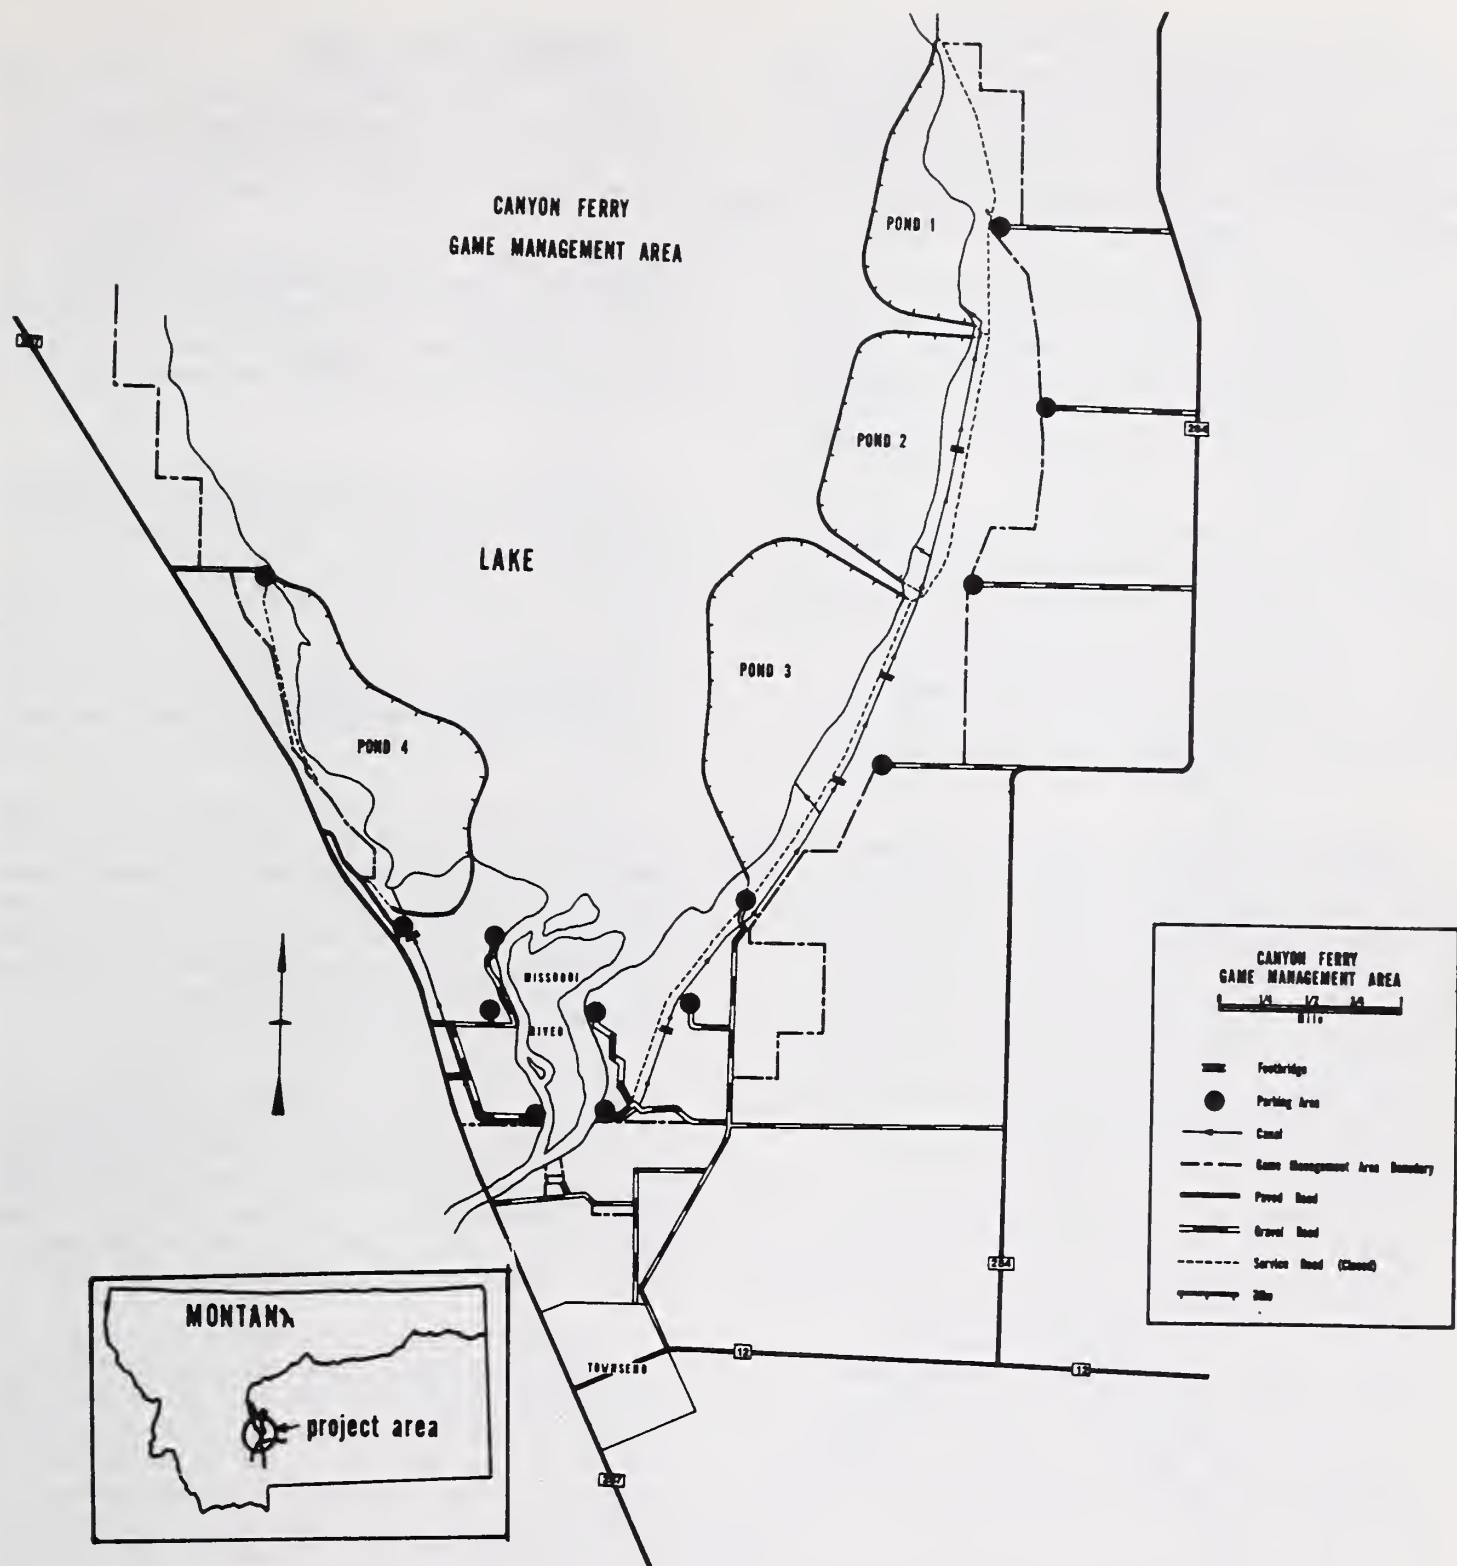 CANYON FERRY
GAME MANAGEMENT AREA
POND 1
POND 2
284
LAKE
POND 3
POND 4
MISSOURI
RIVER
CANYON FERRY
GAME MANAGEMENT AREA
0 1/4 1/2 3/4 1
Mile
Footbridge
Parking Area
Canal
Game Management Area Boundary
Paved Road
Gravel Road
Service Road (Closed)
Dike
284
MONTANA
project area
TOWNSEND
12
12
287